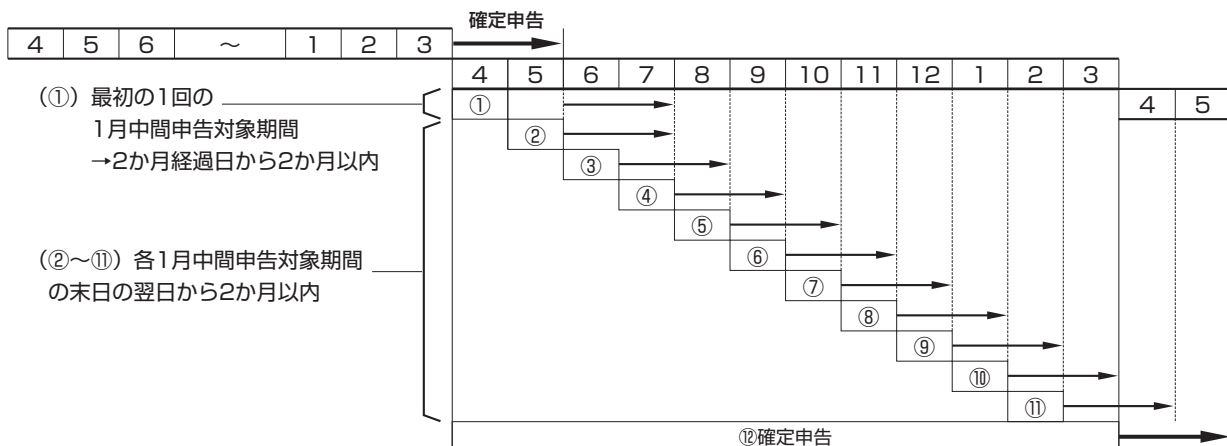 確定申告
4 5 6 ～ 1 2 3
4 5 6 7 8 9 10 11 12 1 2 3
4 5
（①）最初の1回の
1月中間申告対象期間
→2か月経過日から2か月以内
①
②
③
④
⑤
（②～⑪）各1月中間申告対象期間
の末日の翌日から2か月以内
⑥
⑦
⑧
⑨
⑩
⑪
⑫確定申告